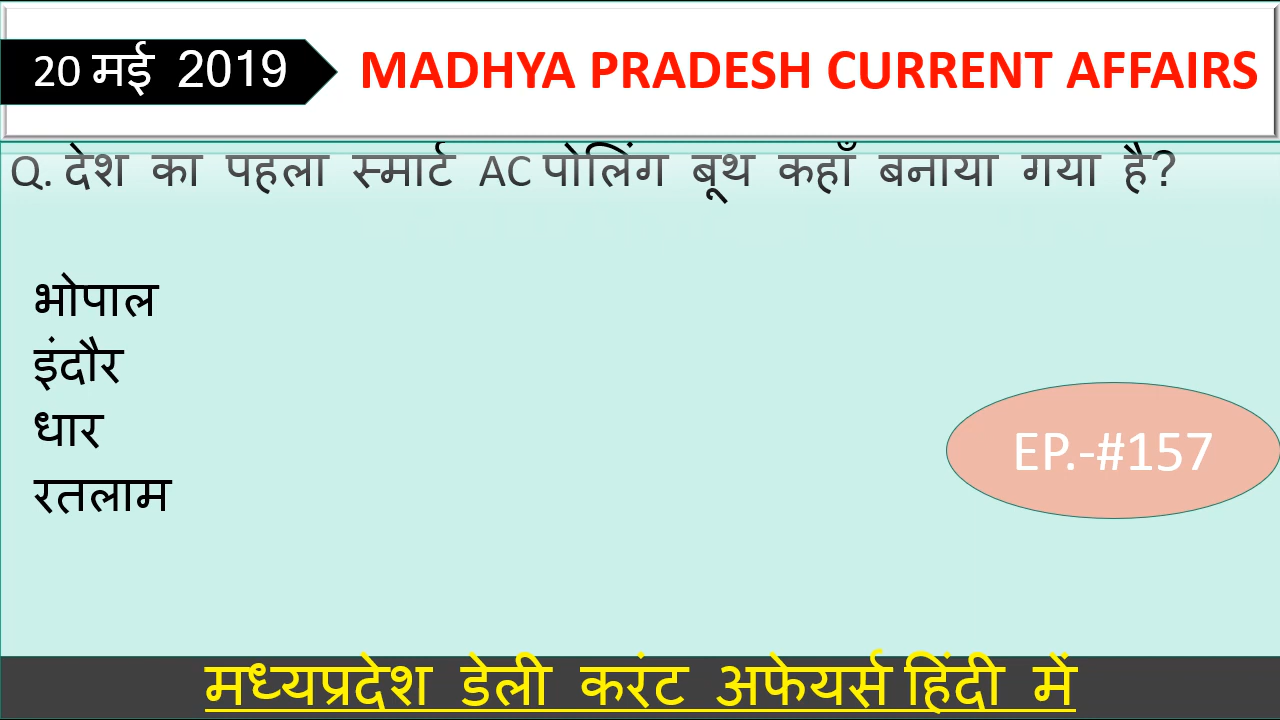 20 मई 2019
MADHYA PRADESH CURRENT AFFAIRS
Q. देश का पहला स्मार्ट AC पोलिंग बूथ कहाँ बनाया गया है?
भोपाल
इंदौर
धार
रतलाम
EP.-#157
मध्यप्रदेश डेली करंट अफेयर्स हिंदी में